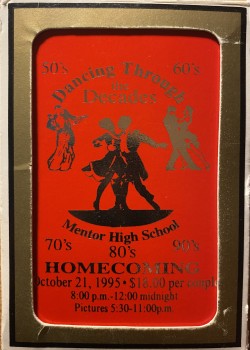 50's 60's
Dancing Through
the
Decades
Mentor High School
70's 90's
80's
HOMECOMING
October 21, 1995 • $18.00 per couple
8:00 p.m.-12:00 midnight
Pictures 5:30-11:00p.m.